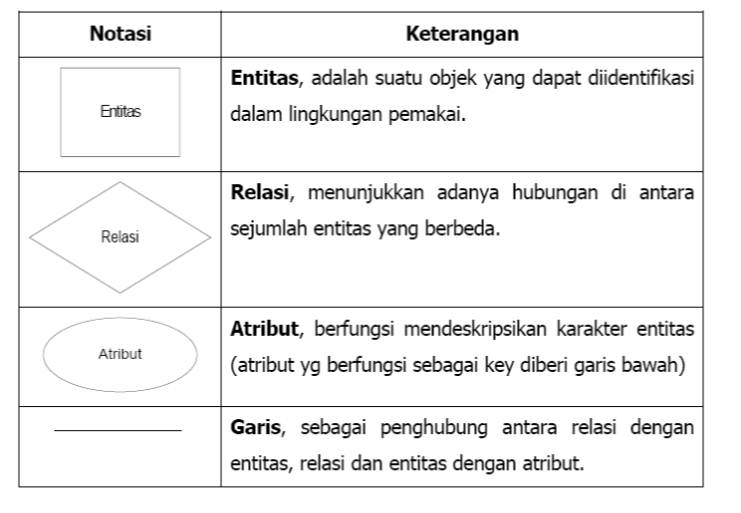 Notasi
Keterangan
Entitas
Entitas, adalah suatu objek yang dapat diidentifikasi
dalam lingkungan pemakai.
Relasi
Relasi, menunjukkan adanya hubungan di antara
sejumlah entitas yang berbeda.
Atribut
Atribut, berfungsi mendeskripsikan karakter entitas
(atribut yg berfungsi sebagai key diberi garis bawah)
Garis, sebagai penghubung antara relasi dengan
entitas, relasi dan entitas dengan atribut.